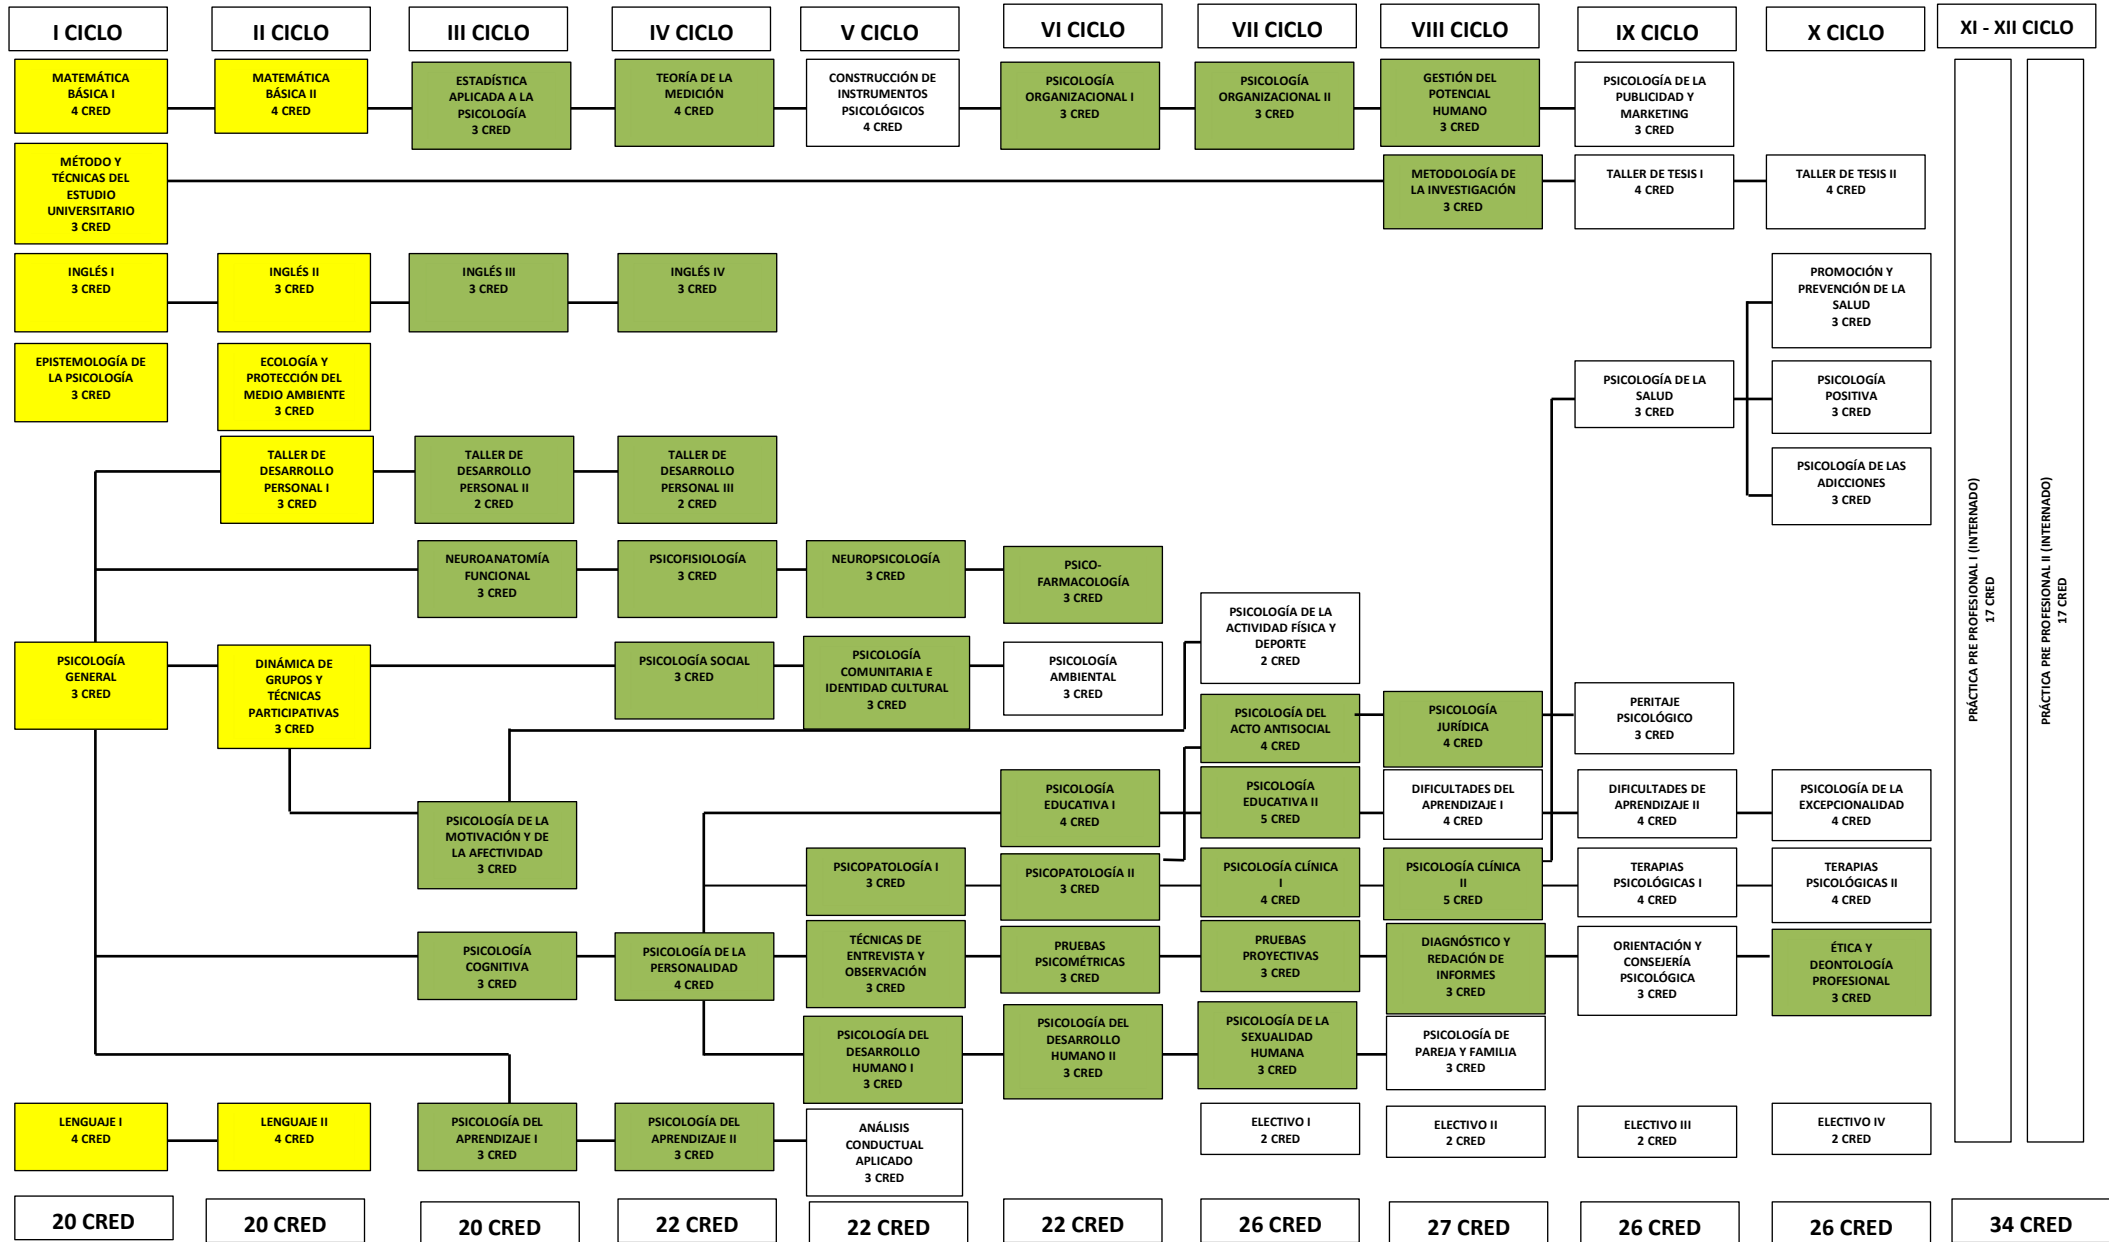 I CICLO
II CICLO
III CICLO
IV CICLO
V CICLO
VI CICLO
VII CICLO
VIII CICLO
IX CICLO
X CICLO
XI - XII CICLO
MATEMÁTICA
BÁSICA I
4 CRED
MATEMÁTICA
BÁSICA II
4 CRED
ESTADÍSTICA
APLICADA A LA
PSICOLOGÍA
3 CRED
TEORÍA DE LA
MEDICIÓN
4 CRED
CONSTRUCCIÓN DE
INSTRUMENTOS
PSICOLÓGICOS
4 CRED
PSICOLOGÍA
ORGANIZACIONAL I
3 CRED
PSICOLOGÍA
ORGANIZACIONAL II
3 CRED
GESTIÓN DEL
POTENCIAL
HUMANO
3 CRED
PSICOLOGÍA DE LA
PUBLICIDAD Y
MARKETING
3 CRED
MÉTODO Y
TÉCNICAS DEL
ESTUDIO
UNIVERSITARIO
3 CRED
METODOLOGÍA DE
LA INVESTIGACIÓN
3 CRED
TALLER DE TESIS I
4 CRED
TALLER DE TESIS II
4 CRED
INGLÉS I
3 CRED
INGLÉS II
3 CRED
INGLÉS III
3 CRED
INGLÉS IV
3 CRED
PROMOCIÓN Y
PREVENCIÓN DE LA
SALUD
3 CRED
EPISTEMOLOGÍA DE
LA PSICOLOGÍA
3 CRED
ECOLOGÍA Y
PROTECCIÓN DEL
MEDIO AMBIENTE
3 CRED
PSICOLOGÍA DE LA
SALUD
3 CRED
PSICOLOGÍA
POSITIVA
3 CRED
TALLER DE
DESARROLLO
PERSONAL I
3 CRED
TALLER DE
DESARROLLO
PERSONAL II
2 CRED
TALLER DE
DESARROLLO
PERSONAL III
2 CRED
PSICOLOGÍA DE LAS
ADICCIONES
3 CRED
NEUROANATOMÍA
FUNCIONAL
3 CRED
PSICOFISIOLOGÍA
3 CRED
NEUROPSICOLOGÍA
3 CRED
PSICO-
FARMACOLOGÍA
3 CRED
PSICOLOGÍA DE LA
ACTIVIDAD FÍSICA Y
DEPORTE
2 CRED
PSICOLOGÍA
GENERAL
3 CRED
DINÁMICA DE
GRUPOS Y
TÉCNICAS
PARTICIPATIVAS
3 CRED
PSICOLOGÍA SOCIAL
3 CRED
PSICOLOGÍA
COMUNITARIA E
IDENTIDAD CULTURAL
3 CRED
PSICOLOGÍA
AMBIENTAL
3 CRED
PSICOLOGÍA DEL
ACTO ANTISOCIAL
4 CRED
PSICOLOGÍA
JURÍDICA
4 CRED
PERITAJE
PSICOLÓGICO
3 CRED
PSICOLOGÍA DE LA
MOTIVACIÓN Y DE
LA AFECTIVIDAD
3 CRED
PSICOLOGÍA
EDUCATIVA I
4 CRED
PSICOLOGÍA
EDUCATIVA II
5 CRED
DIFICULTADES DEL
APRENDIZAJE I
4 CRED
DIFICULTADES DE
APRENDIZAJE II
4 CRED
PSICOLOGÍA DE LA
EXCEPCIONALIDAD
4 CRED
PSICOPATOLOGÍA I
3 CRED
PSICOPATOLOGÍA II
3 CRED
PSICOLOGÍA CLÍNICA
I
4 CRED
PSICOLOGÍA CLÍNICA
II
5 CRED
TERAPIAS
PSICOLÓGICAS I
4 CRED
TERAPIAS
PSICOLÓGICAS II
4 CRED
PSICOLOGÍA
COGNITIVA
3 CRED
PSICOLOGÍA DE LA
PERSONALIDAD
4 CRED
TÉCNICAS DE
ENTREVISTA Y
OBSERVACIÓN
3 CRED
PRUEBAS
PSICOMÉTRICAS
3 CRED
PRUEBAS
PROYECTIVAS
3 CRED
DIAGNÓSTICO Y
REDACIÓN DE
INFORMES
3 CRED
ORIENTACIÓN Y
CONSEJERÍA
PSICOLÓGICA
3 CRED
ÉTICA Y
DEONTOLOGÍA
PROFESIONAL
3 CRED
PSICOLOGÍA DEL
DESARROLLO
HUMANO I
3 CRED
PSICOLOGÍA DEL
DESARROLLO
HUMANO II
3 CRED
PSICOLOGÍA DE LA
SEXUALIDAD
HUMANA
3 CRED
PSICOLOGÍA DE
PAREJA Y FAMILIA
3 CRED
LENGUAJE I
4 CRED
LENGUAJE II
4 CRED
PSICOLOGÍA DEL
APRENDIZAJE I
3 CRED
PSICOLOGÍA DEL
APRENDIZAJE II
3 CRED
ANÁLISIS
CONDUCTUAL
APLICADO
3 CRED
ELECTIVO I
2 CRED
ELECTIVO II
2 CRED
ELECTIVO III
2 CRED
ELECTIVO IV
2 CRED
PRÁCTICA PRE PROFESIONAL I (INTERNADO)
17 CRED
PRÁCTICA PRE PROFESIONAL II (INTERNADO)
17 CRED
20 CRED
20 CRED
20 CRED
22 CRED
22 CRED
22 CRED
26 CRED
27 CRED
26 CRED
26 CRED
34 CRED